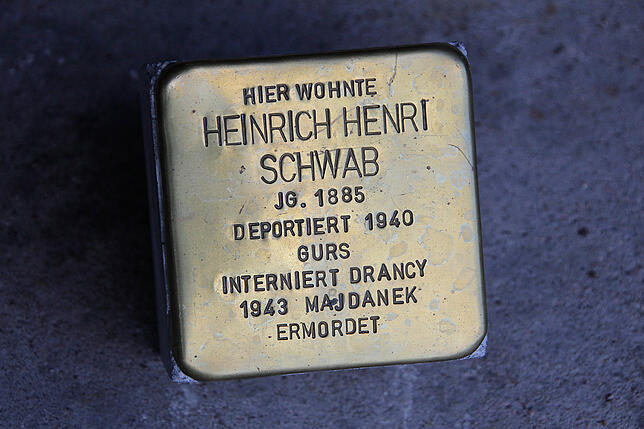 HIER WOHNTE
HEINRICH HENRI
SCHWAB
JG. 1885
DEPORTIERT 1940
GURS
INTERNIERT DRANCY
1943 MAJDANEK
ERMORDET